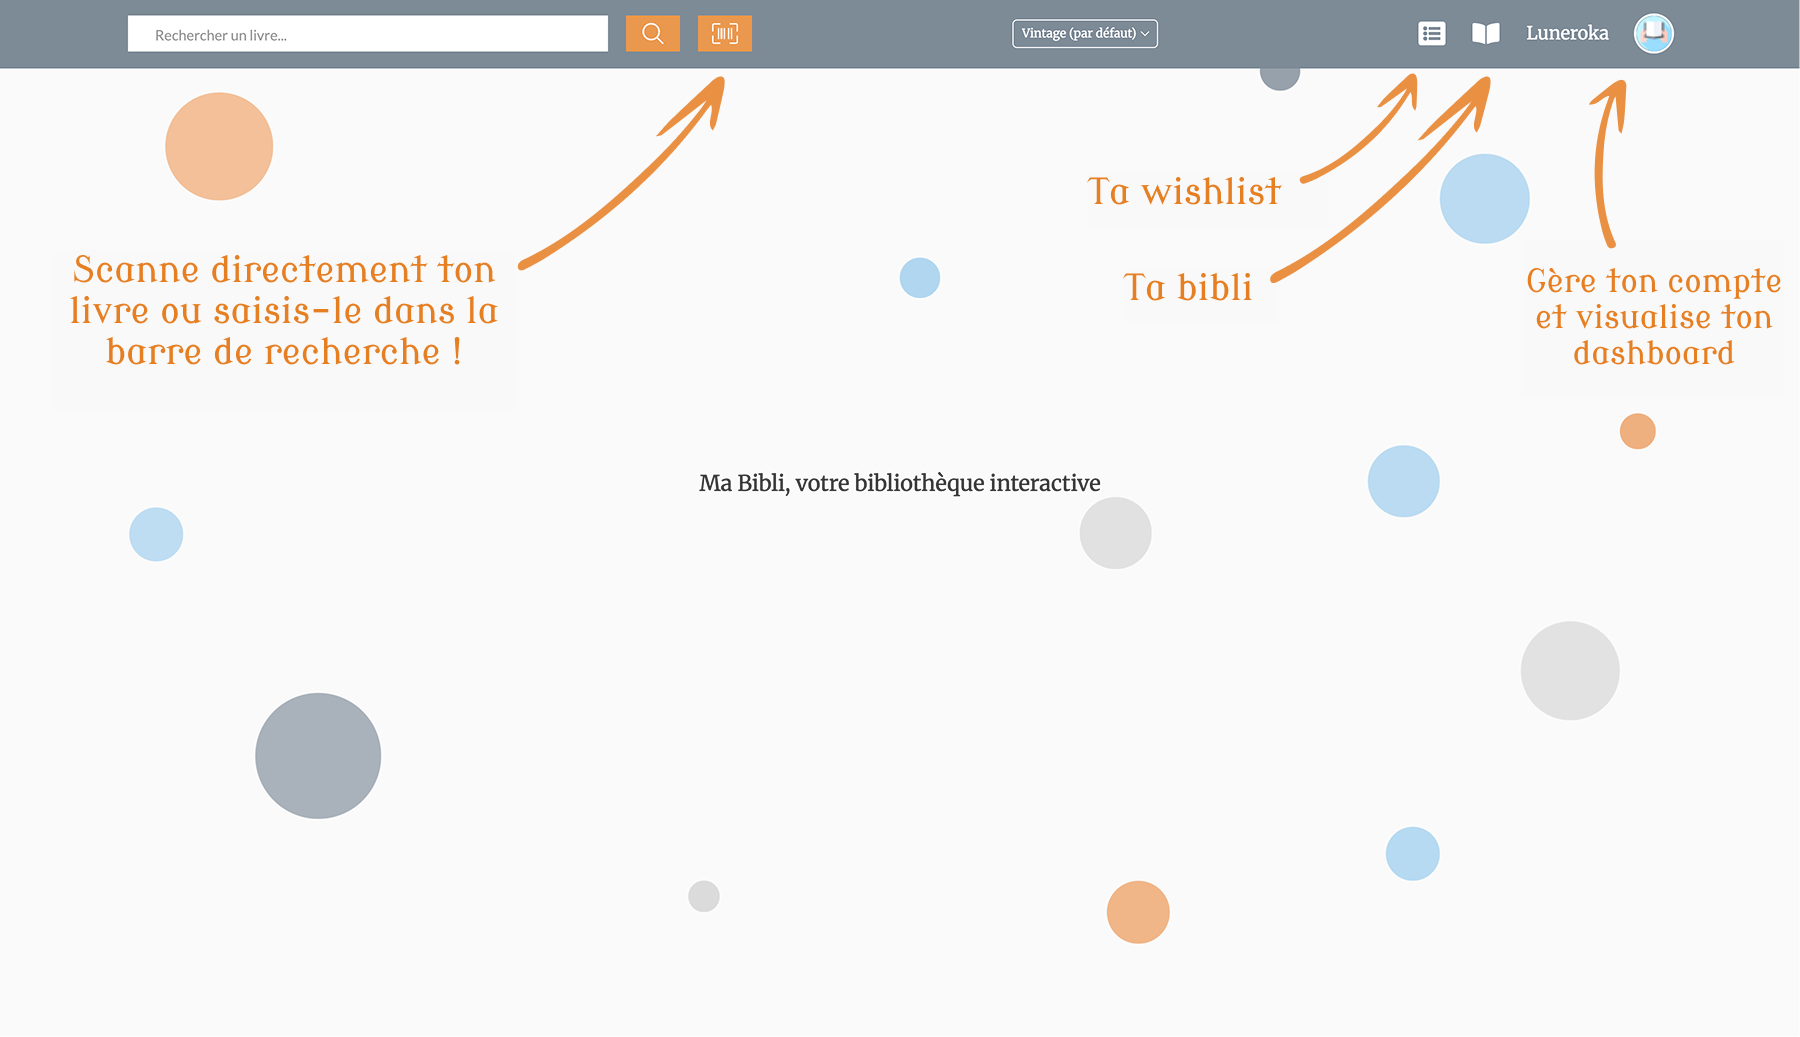 Rechercher un livre...
Vintage (par défaut)
Luneroka
Scanne directement ton
livre ou saisis-le dans la
barre de recherche !
Ta wishlist
Ta bibli
Gère ton compte
et visualise ton
dashboard
Ma Bibli, votre bibliothèque interactive